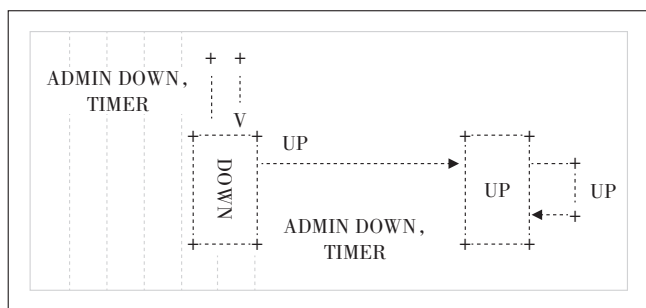 + +
ADMIN DOWN,
TIMER
V
+ + UP + +
+
DOWN
UP
UP
+
ADMIN DOWN,
TIMER
+ + + +